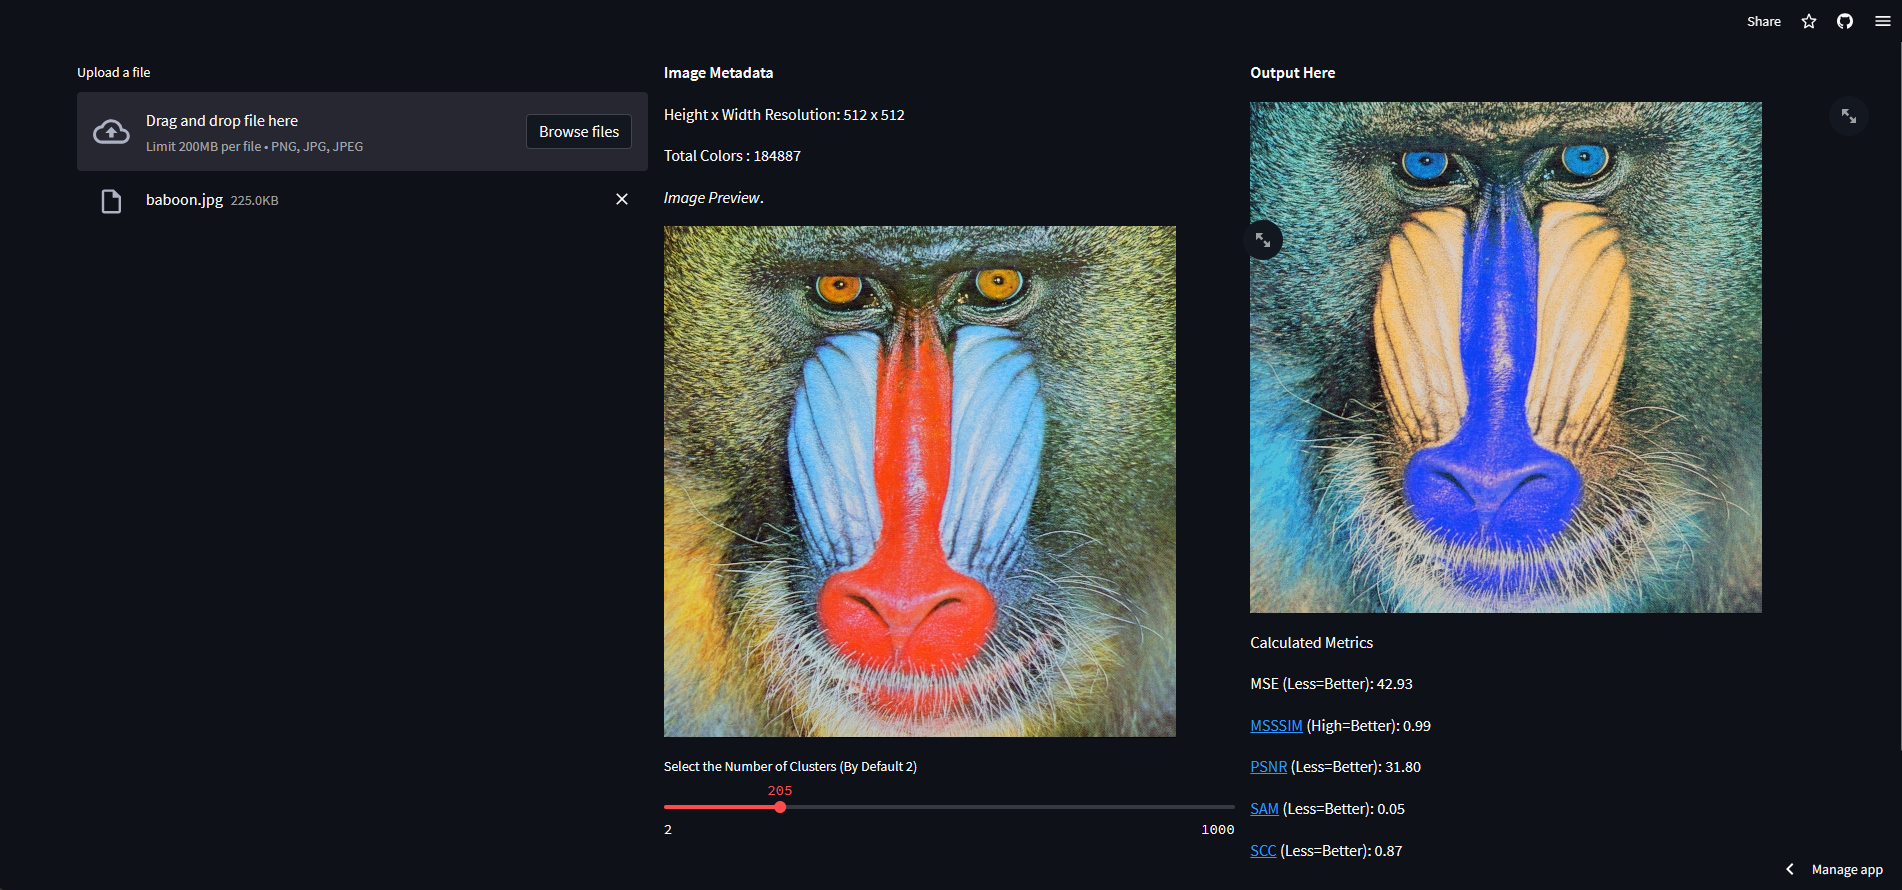 Share
Upload a file
Drag and drop file here
Limit 200MB per file • PNG, JPG, JPEG
Browse files
baboon.jpg 225.0KB
Image Metadata
Height x Width Resolution: 512 x 512
Total Colors : 184887
Image Preview.
Select the Number of Clusters (By Default 2)
205
2 1000
Output Here
Calculated Metrics
MSE (Less=Better): 42.93
MSSSIM (High=Better): 0.99
PSNR (Less=Better): 31.80
SAM (Less=Better): 0.05
SCC (Less=Better): 0.87
Manage app